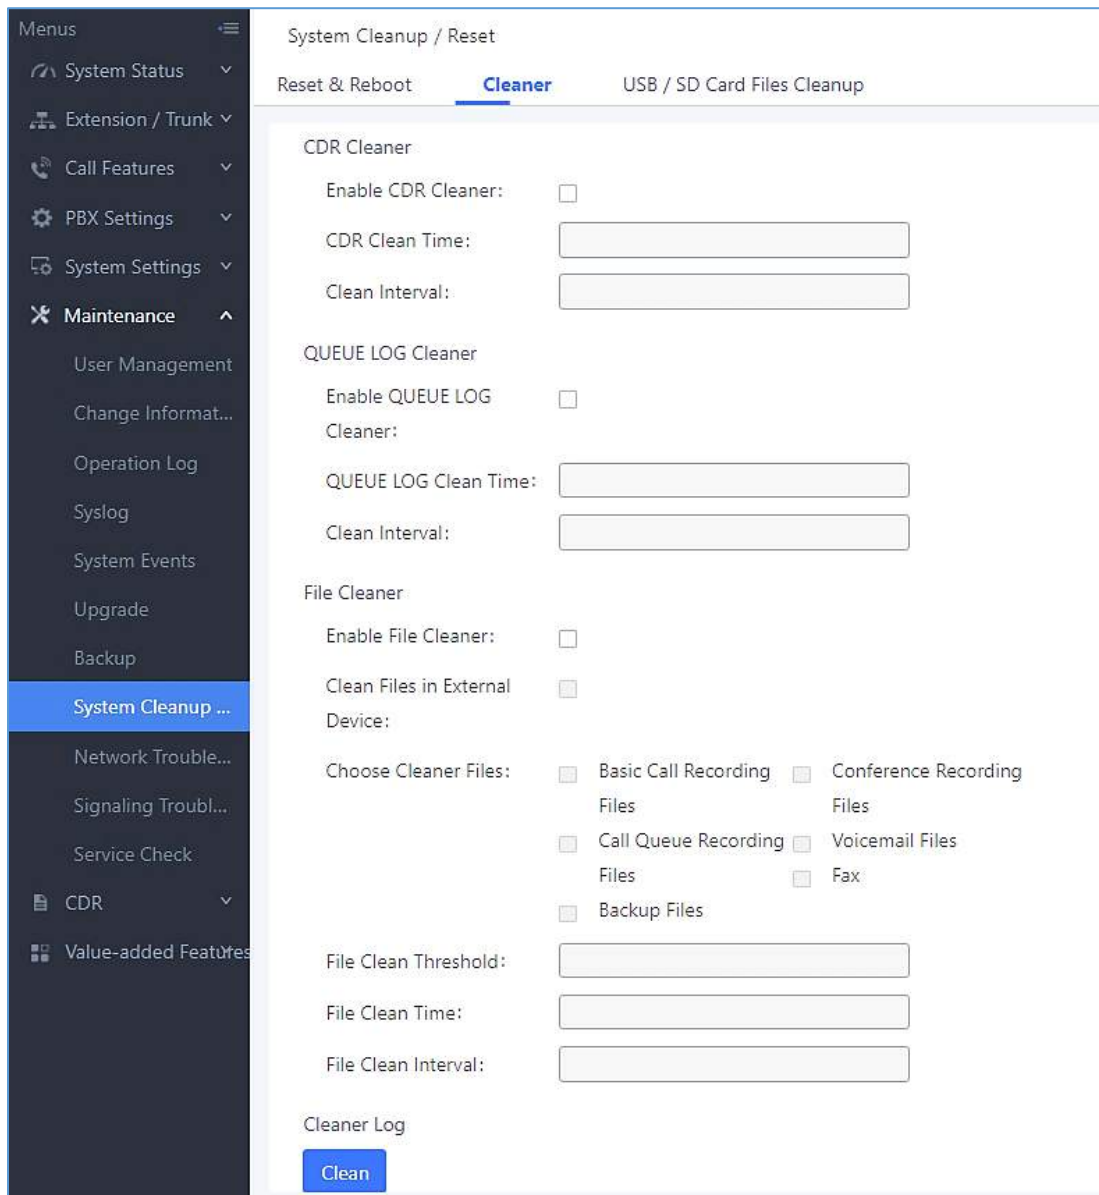 Menus
System Status
Extension / Trunk
Call Features
PBX Settings
System Settings
Maintenance
User Management
Change Informat...
Operation Log
Syslog
System Events
Upgrade
Backup
System Cleanup ...
Network Trouble...
Signaling Troubl...
Service Check
CDR
Value-added Features
System Cleanup / Reset
Reset & Reboot Cleaner USB / SD Card Files Cleanup
CDR Cleaner
Enable CDR Cleaner:
CDR Clean Time:
Clean Interval:
QUEUE LOG Cleaner
Enable QUEUE LOG
Cleaner:
QUEUE LOG Clean Time:
Clean Interval:
File Cleaner
Enable File Cleaner:
Clean Files in External
Device:
Choose Cleaner Files:
Basic Call Recording
Files
Call Queue Recording
Files
Backup Files
Conference Recording
Files
Voicemail Files
Fax
File Clean Threshold:
File Clean Time:
File Clean Interval:
Cleaner Log
Clean